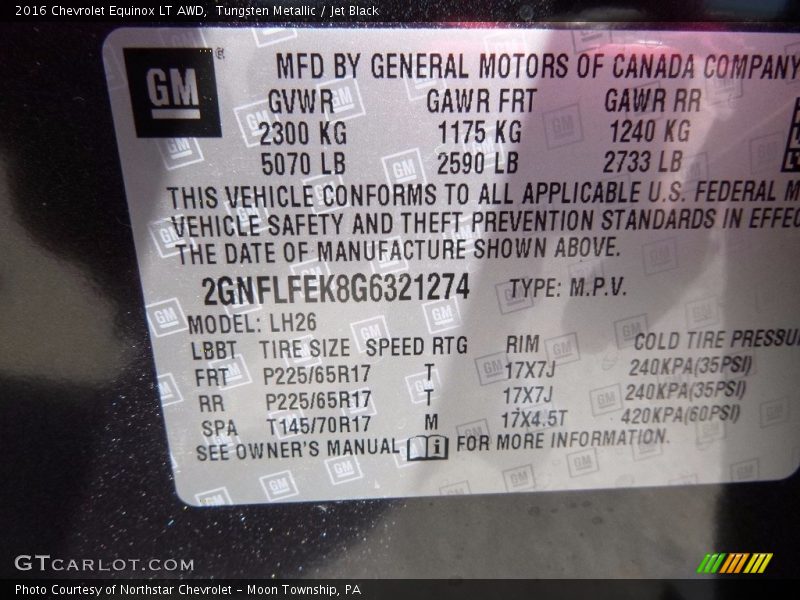 2016 Chevrolet Equinox LT AWD, Tungsten Metallic / Jet Black
GM
MFD BY GENERAL MOTORS OF CANADA COMPANY
GVWR GAWR FRT GAWR RR
2300 KG 1175 KG 1240 KG
5070 LB 2590 LB 2733 LB
THIS VEHICLE CONFORMS TO ALL APPLICABLE U.S. FEDERAL M
VEHICLE SAFETY AND THEFT PREVENTION STANDARDS IN EFFEC
THE DATE OF MANUFACTURE SHOWN ABOVE.
2GNFLFEK8G6321274 TYPE: M.P.V.
MODEL: LH26
LBBT TIRE SIZE SPEED RTG RIM COLD TIRE PRESSU
FRT P225/65R17 T 17X7J 240KPA(35PSI)
RR P225/65R17 T 17X7J 240KPA(35PSI)
SPA T145/70R17 M 17X4.5T 420KPA(60PSI)
SEE OWNER'S MANUAL i FOR MORE INFORMATION.
GTCARLOT.COM
Photo Courtesy of Northstar Chevrolet - Moon Township, PA